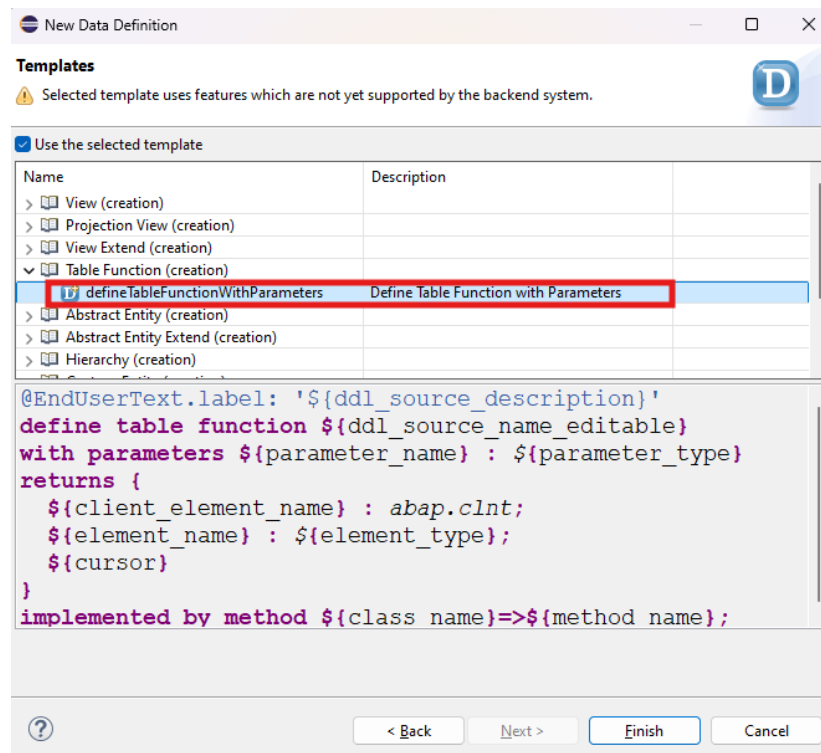 New Data Definition
Templates
Selected template uses features which are not yet supported by the backend system.
D
Use the selected template
Name Description
View (creation)
Projection View (creation)
View Extend (creation)
Table Function (creation)
D defineTableFunctionWithParameters Define Table Function with Parameters
Abstract Entity (creation)
Abstract Entity Extend (creation)
Hierarchy (creation)
@EndUserText.label: '${ddl_source_description}'
define table function ${ddl_source_name_editable}
with parameters ${parameter_name} : ${parameter_type}
returns {
  ${client_element_name} : abap.clnt;
  ${element_name} : ${element_type};
  ${cursor}
}
implemented by method ${class_name}=>${method_name};
? < Back Next > Finish Cancel